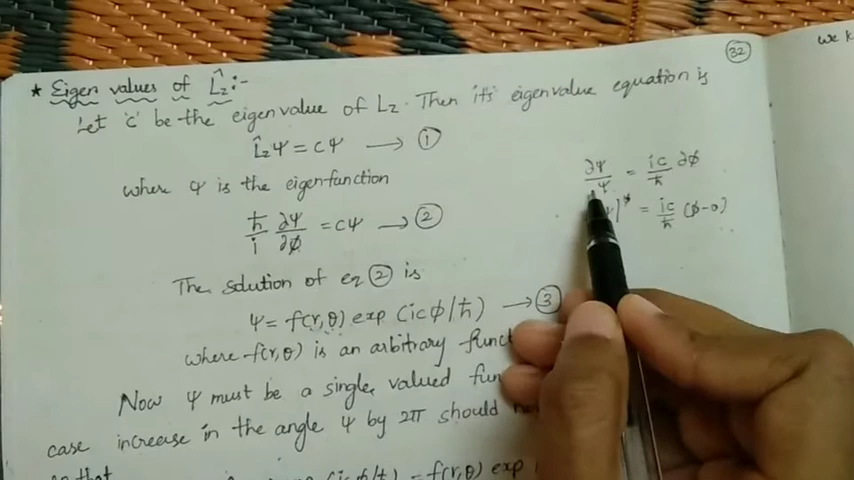 32
we k
* Eigen values of L̂z:-
Let 'c' be the eigenvalue of Lz. Then its eigenvalue equation is
L̂zψ = cψ → ①
where ψ is the eigen-function
ħ/i ∂ψ/∂φ = cψ → ②
∂ψ/ψ = ic/ħ ∂φ
= ic/ħ (φ-0)
The solution of eq ② is
ψ = f(r,θ) exp (icφ/ħ) → ③
where f(r,θ) is an arbitrary funct
Now ψ must be a single valued fun
case increase in the angle ψ by 2π should
so that
= f(r,θ) exp